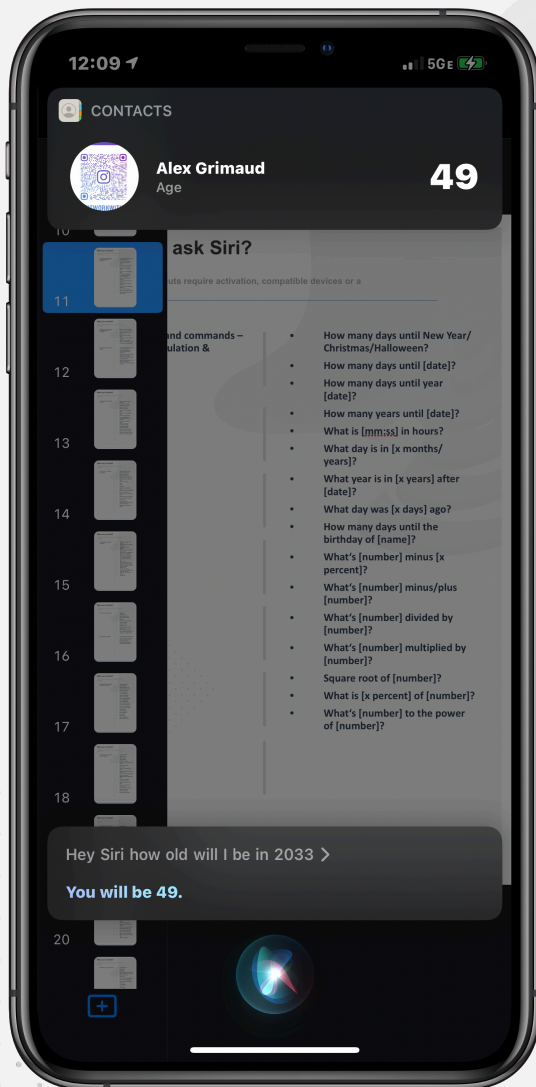 12:09
5GE
CONTACTS
Alex Grimaud
Age
49
10
ask Siri?
uts require activation, compatible devices or a
11
and commands –
ulation &
12
13
14
15
16
17
18
20
• How many days until New Year/
Christmas/Halloween?
• How many days until [date]?
• How many days until year
[date]?
• How many years until [date]?
• What is [mm:ss] in hours?
• What day is in [x months/
years]?
• What year is in [x years] after
[date]?
• What day was [x days] ago?
• How many days until the
birthday of [name]?
• What's [number] minus [x
percent]?
• What's [number] minus/plus
[number]?
• What's [number] divided by
[number]?
• What's [number] multiplied by
[number]?
• Square root of [number]?
• What is [x percent] of [number]?
• What's [number] to the power
of [number]?
Hey Siri how old will I be in 2033 >
You will be 49.